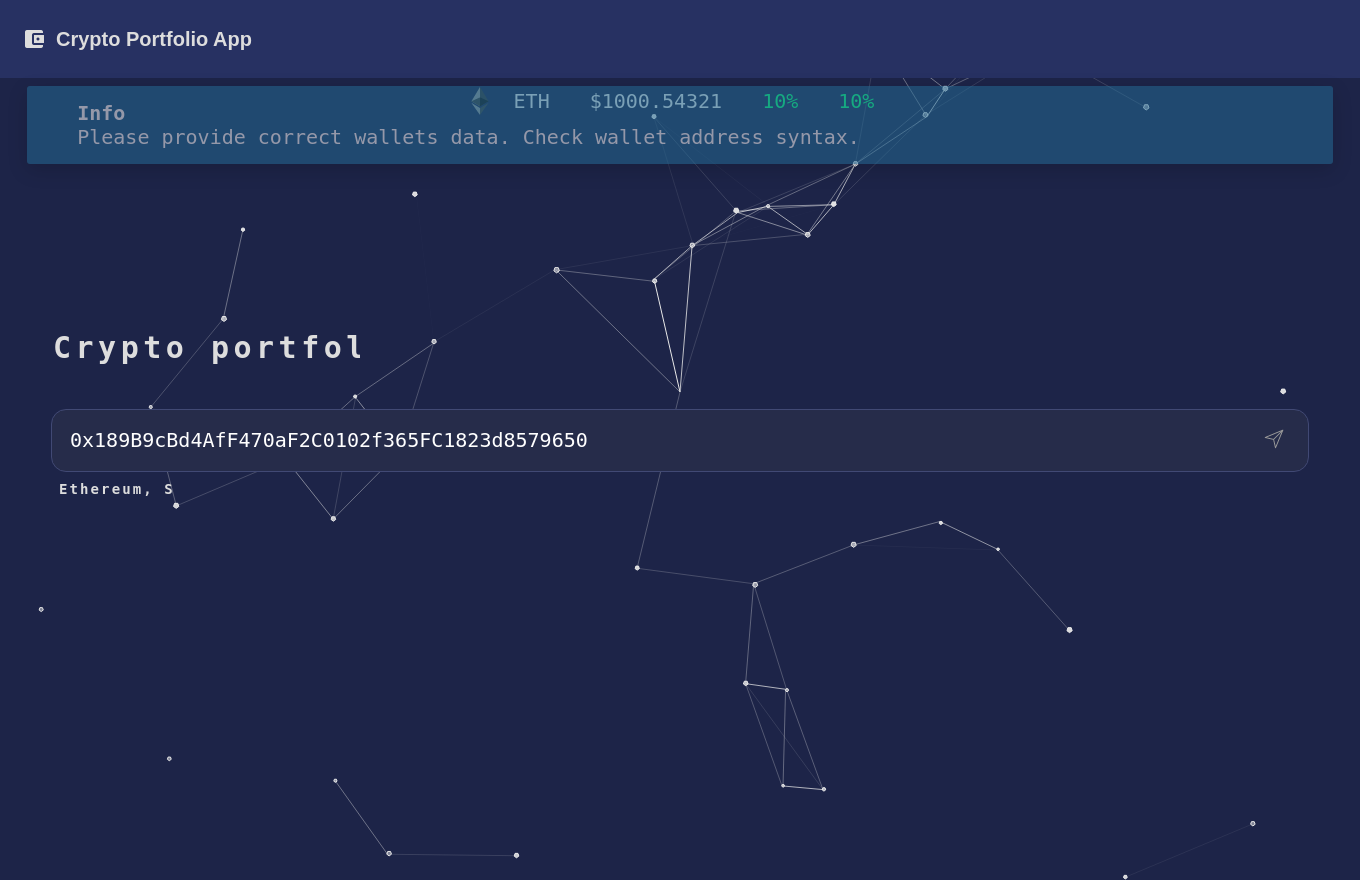 Crypto Portfolio App
ETH $1000.54321 10% 10%
Info
Please provide correct wallets data. Check wallet address syntax.
Crypto portfol
0x189B9cBd4AfF470aF2C0102f365FC1823d8579650
Ethereum, S